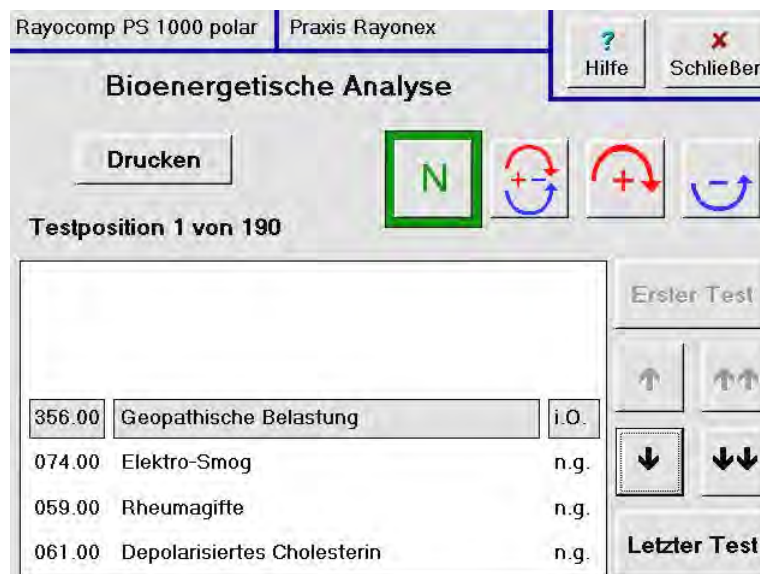 Rayocomp PS 1000 polar Praxis Rayonex
? Hilfe
x Schließen
Bioenergetische Analyse
Drucken
N + - + -
Testposition 1 von 190
Erster Test
356.00 Geopathische Belastung i.O.
074.00 Elektro-Smog n.g.
059.00 Rheumagifte n.g.
061.00 Depolarisiertes Cholesterin n.g.
Letzter Test